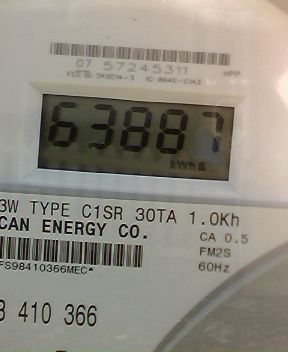 07 57245311
63887
kWh
3W TYPE C1SR 30TA 1.0Kh
CAN ENERGY CO.
CA 0.5
FM2S
60Hz
FS98410366MEC*
8 410 366